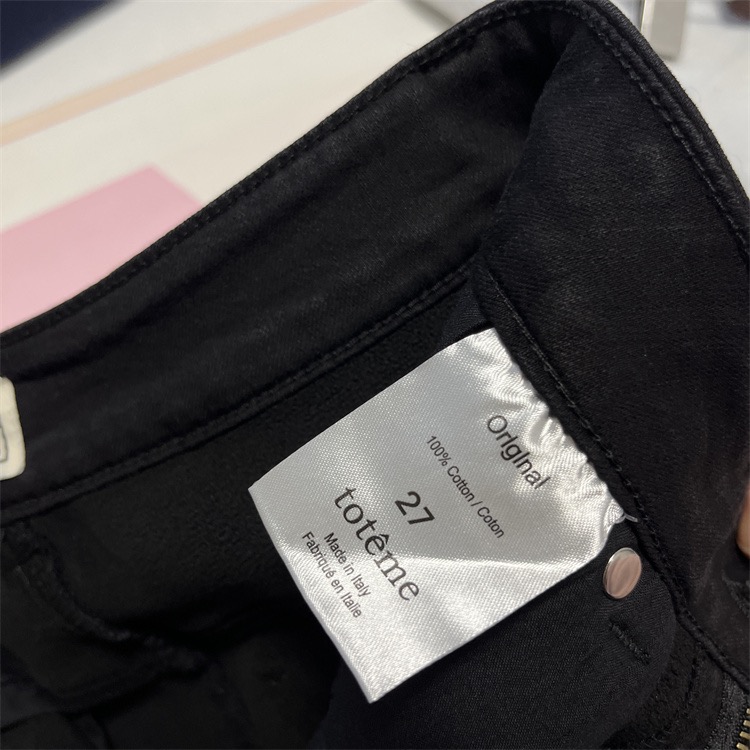 Original
100% Cotton / Coton
27
totême
Made in Italy
Fabriqué en Italie